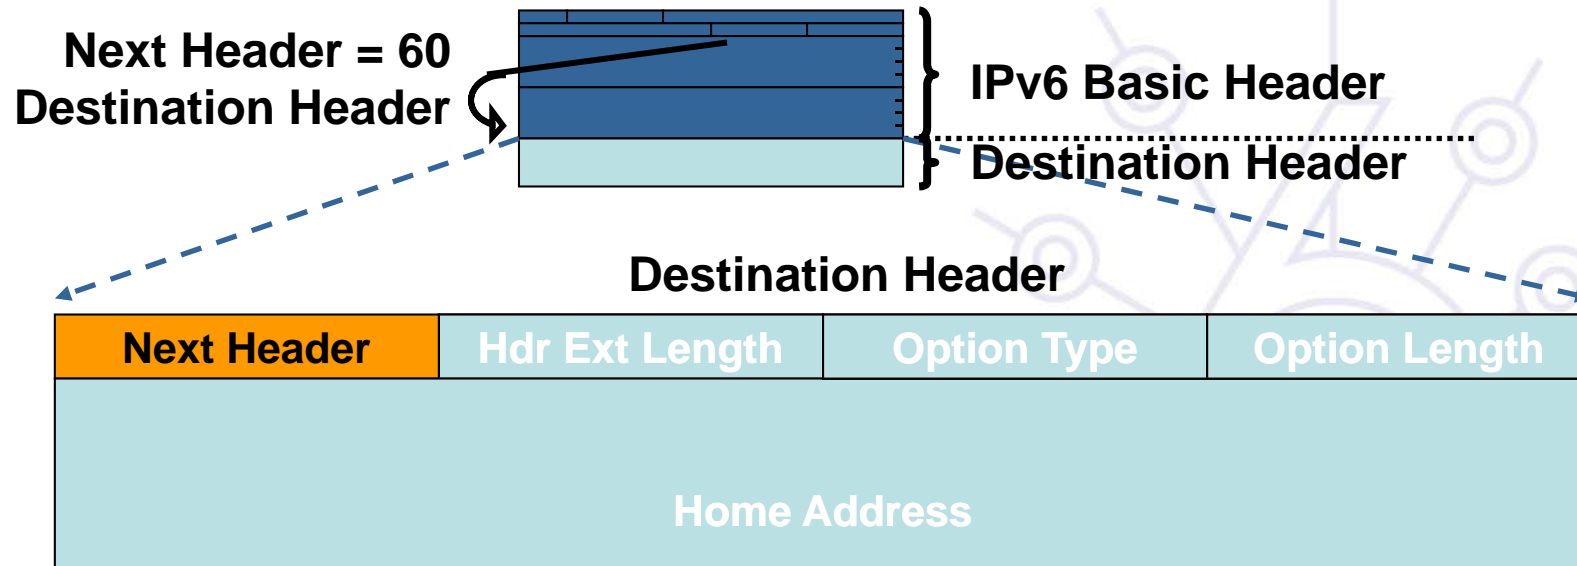 Next Header = 60
Destination Header
IPv6 Basic Header
Destination Header
Destination Header
Next Header
Hdr Ext Length
Option Type
Option Length
Home Address